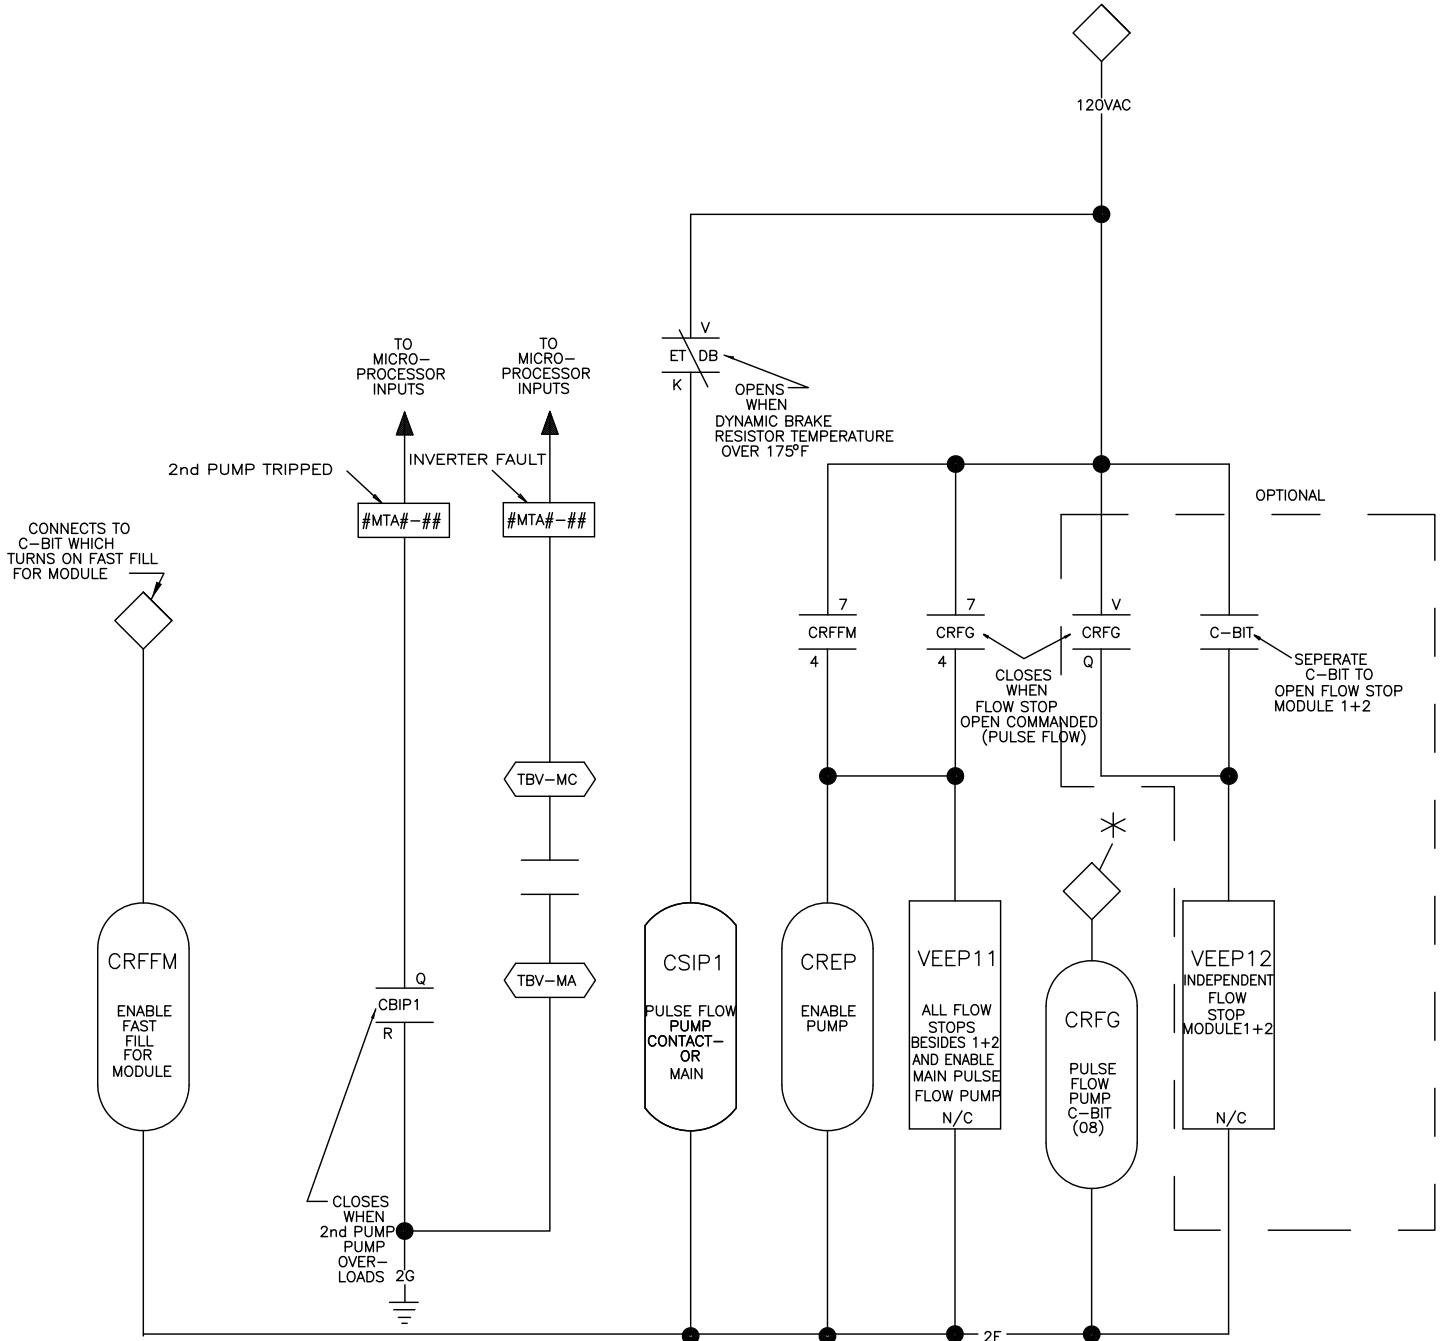 120VAC
V
ET DB
K
OPENS
WHEN
DYNAMIC BRAKE
RESISTOR TEMPERATURE
OVER 175°F
TO
MICRO-
PROCESSOR
INPUTS
TO
MICRO-
PROCESSOR
INPUTS
2nd PUMP TRIPPED
INVERTER FAULT
#MTA#-##
#MTA#-##
CONNECTS TO
C-BIT WHICH
TURNS ON FAST FILL
FOR MODULE
OPTIONAL
7
CRFFM
4
7
CRFG
4
V
CRFG
Q
C-BIT
CLOSES
WHEN
FLOW STOP
OPEN COMMANDED
(PULSE FLOW)
SEPERATE
C-BIT TO
OPEN FLOW STOP
MODULE 1+2
TBV-MC
TBV-MA
*
Q
CBIP1
R
CRFFM
ENABLE
FAST
FILL
FOR
MODULE
CSIP1
PULSE FLOW
PUMP
CONTACT-
OR
MAIN
CREP
ENABLE
PUMP
VEEP11
ALL FLOW
STOPS
BESIDES 1+2
AND ENABLE
MAIN PULSE
FLOW PUMP
N/C
CRFG
PULSE
FLOW
PUMP
C-BIT
(08)
VEEP12
INDEPENDENT
FLOW
STOP
MODULE1+2
N/C
CLOSES
WHEN
2nd PUMP
PUMP
OVER-
LOADS
2G